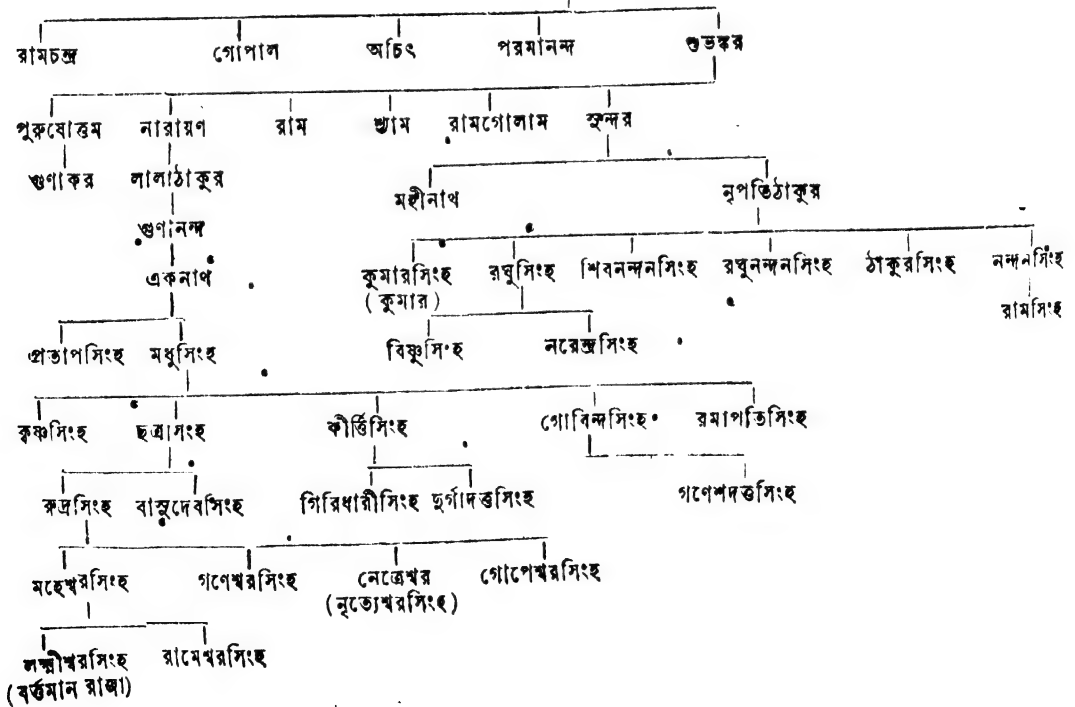 রামচন্দ্র গোপাল অচিৎ পরমানন্দ শুভঙ্কর
পুরুষোত্তম নারায়ণ রাম শ্যাম রামগোলাম সুন্দর
গুণাকর লালাঠাকুর মহীনাথ নৃপতিঠাকুর
গুণানন্দ
একনাথ কুমারসিংহ রঘুসিংহ শিবনন্দনসিংহ রঘুনন্দনসিংহ ঠাকুরসিংহ নন্দনসিংহ
(কুমার) রামসিংহ
প্রতাপসিংহ মধুসিংহ বিষ্ণুসিংহ নরেন্দ্রসিংহ
কৃষ্ণসিংহ ছত্রসিংহ কীর্ত্তিসিংহ গোবিন্দসিংহ রমাপতিসিংহ
রুদ্রসিংহ বাসুদেবসিংহ গিরিধারীসিংহ দুর্গাদত্তসিংহ গণেশদত্তসিংহ
মহেশ্বরসিংহ গণেশ্বরসিংহ নেত্রেশ্বর গোপেশ্বরসিংহ
(নৃত্যেশ্বরসিংহ)
লক্ষ্মীশ্বরসিংহ রামেশ্বরসিংহ
(বর্ত্তমান রাজা)